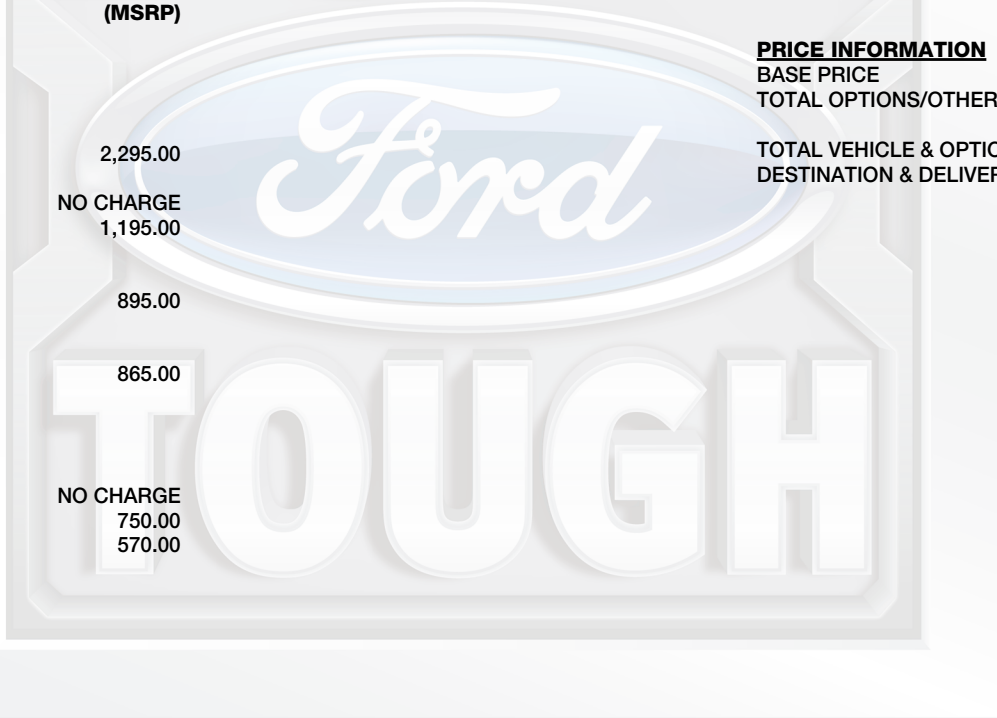 (MSRP)
2,295.00
NO CHARGE
1,195.00
895.00
865.00
NO CHARGE
750.00
570.00
PRICE INFORMATION
BASE PRICE
TOTAL OPTIONS/OTHER
TOTAL VEHICLE & OPTIO
DESTINATION & DELIVER
Ford
TOUGH